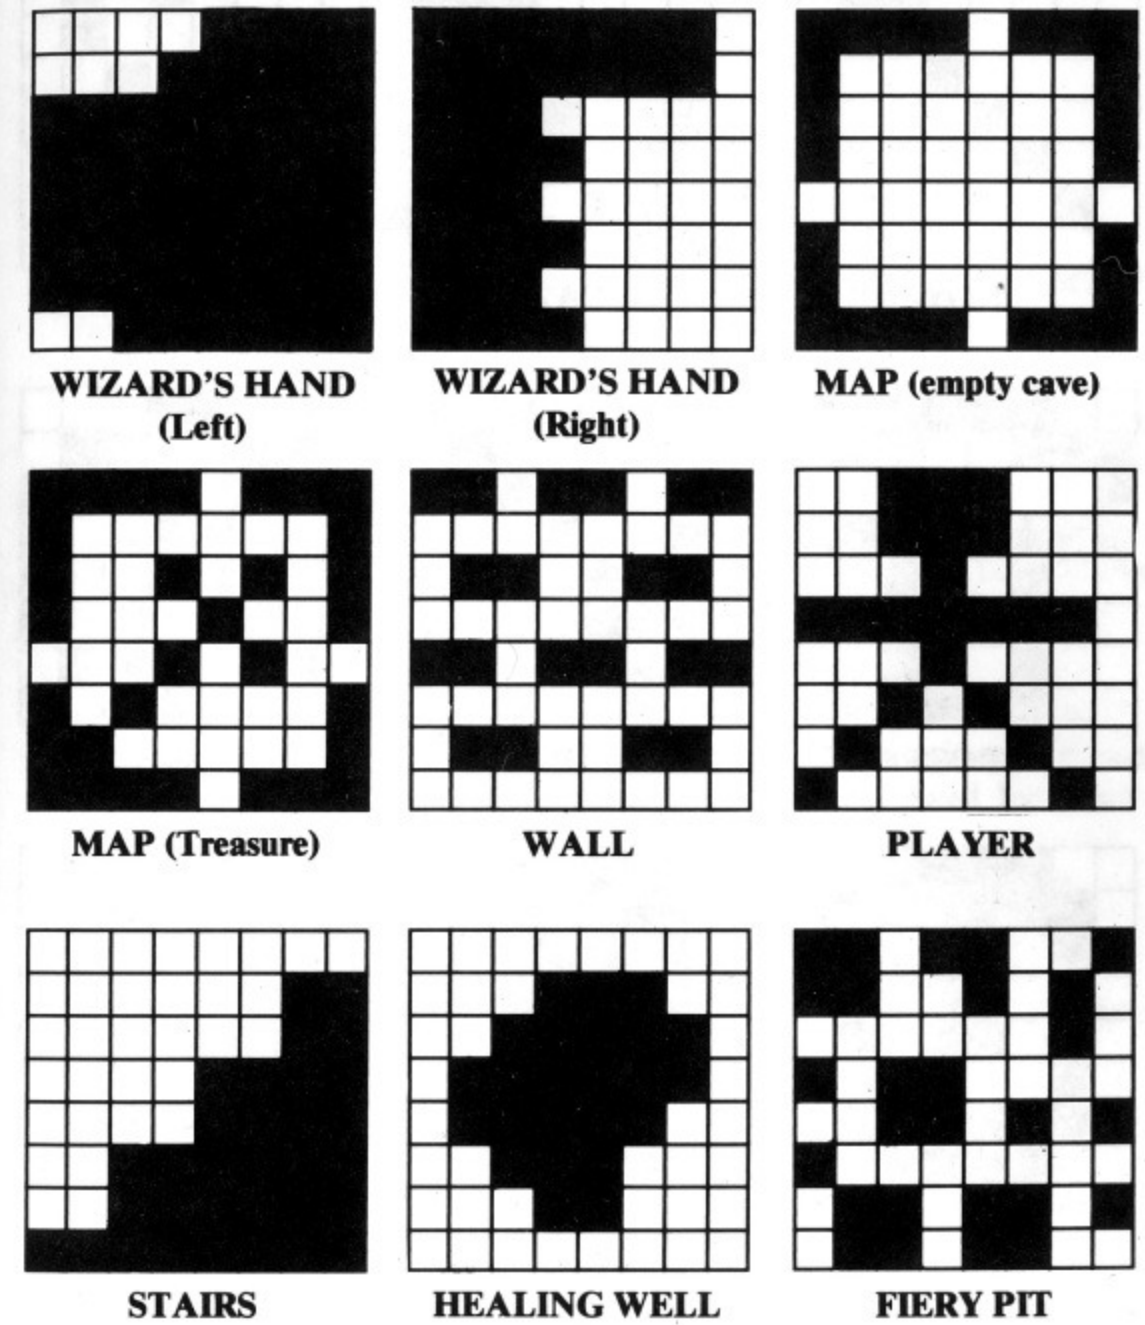 WIZARD'S HAND
(Left)
WIZARD'S HAND
(Right)
MAP (empty cave)
MAP (Treasure)
WALL
PLAYER
STAIRS
HEALING WELL
FIERY PIT